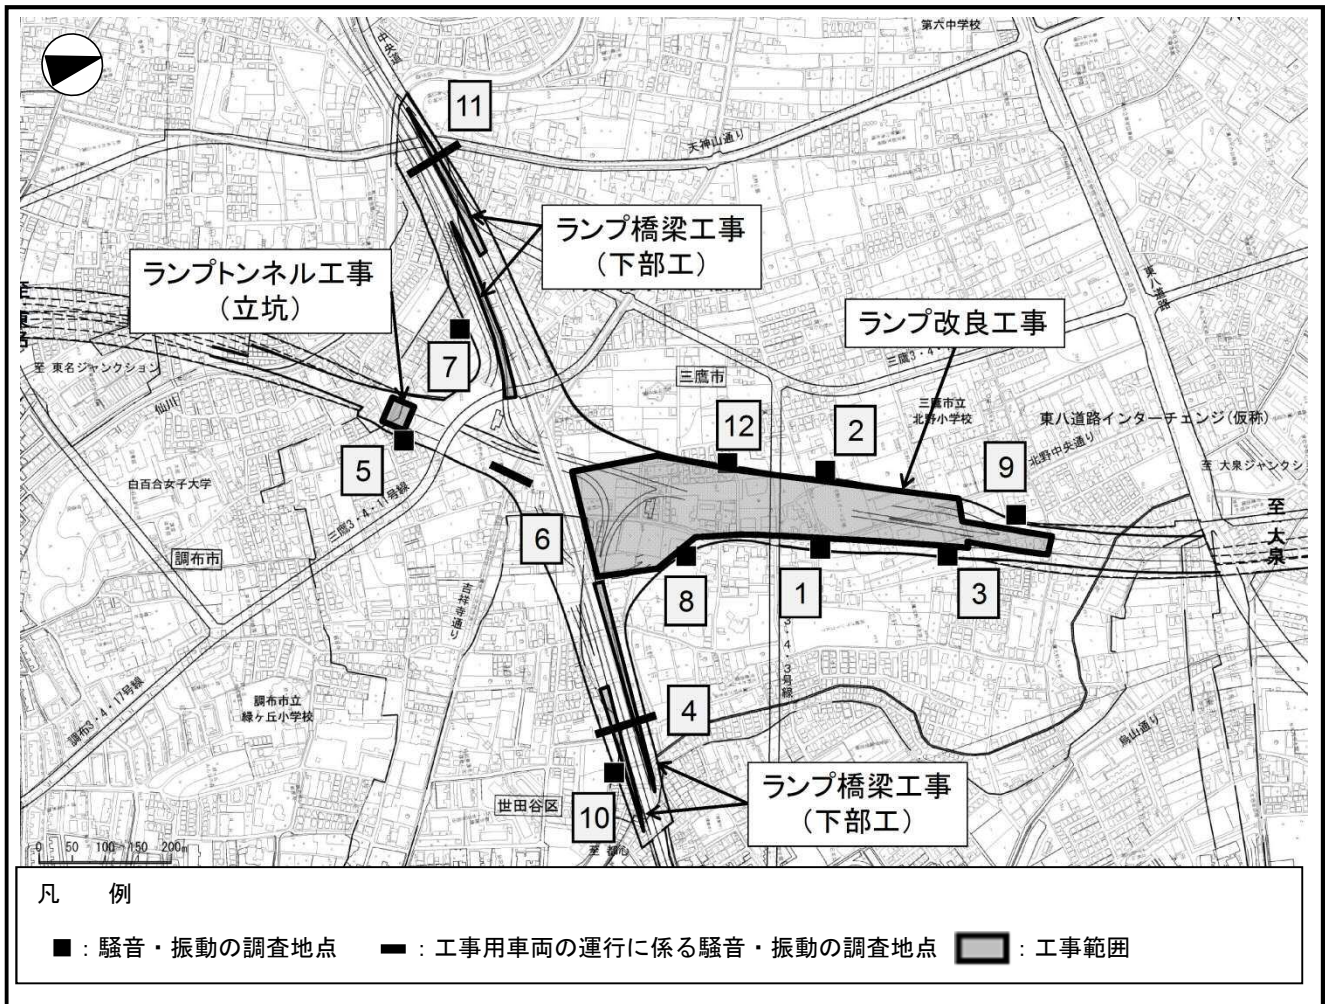 第六中学校
中央道
11
天神山通り
ランプ橋梁工事
（下部工）
ランプトンネル工事
（立坑）
東八道路
ランプ改良工事
7
三鷹市
至 東名ジャンクション
仙川
三鷹市立
北野小学校
東八道路インターチェンジ(仮称)
12
2
9
北野中央通り
5
至 大泉ジャンクシ
白百合女子大学
三鷹3・4・11号線
至 大泉
6
調布市
吉祥寺通り
8
1
3
3・4・3号線
調布3・4・17号線
調布市立
緑ヶ丘小学校
4
烏山通り
ランプ橋梁工事
（下部工）
世田谷区
10
0 50 100 150 200m
至 都心
凡 例
■：騒音・振動の調査地点 ▬：工事用車両の運行に係る騒音・振動の調査地点 ：工事範囲